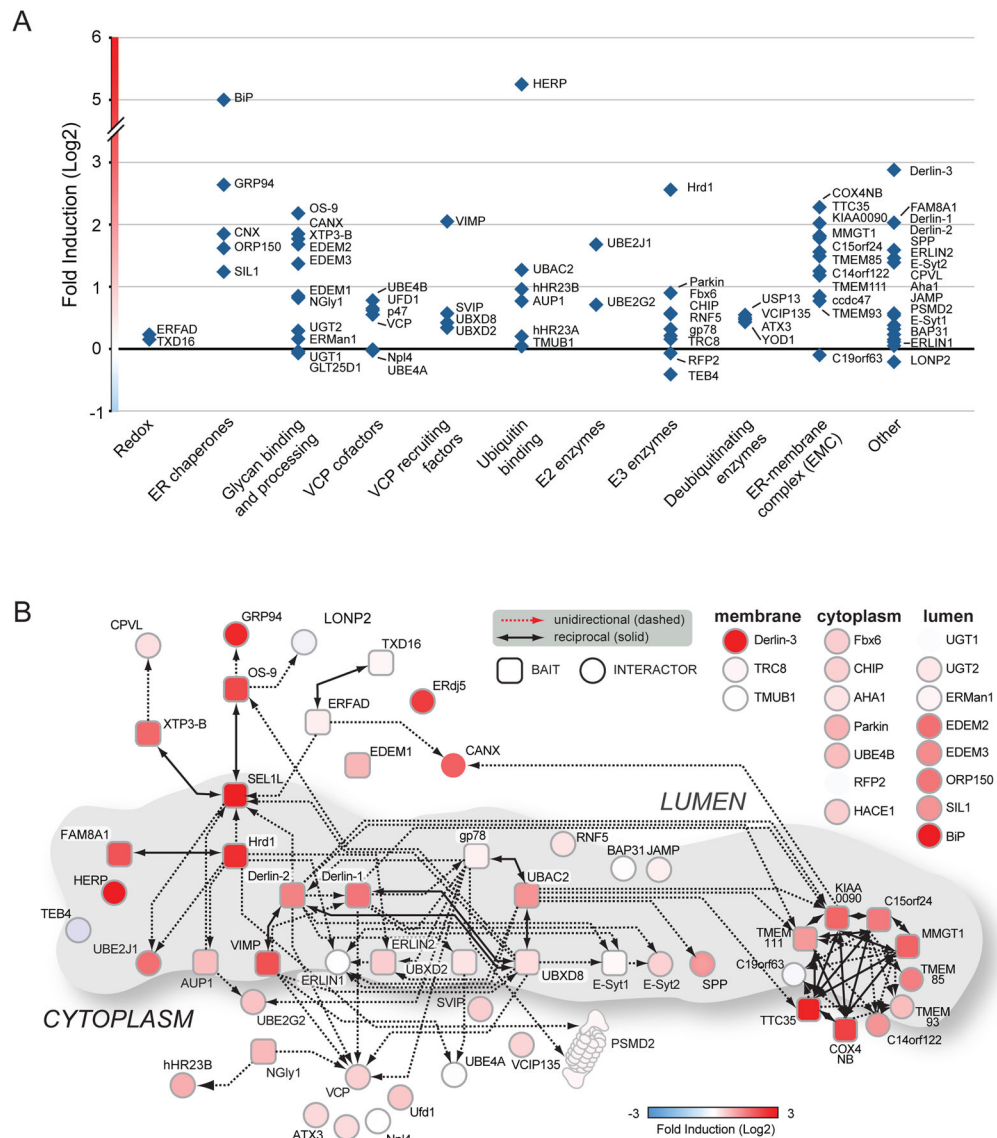 A
Fold Induction (Log2)
6
5
3
2
1
0
-1
BiP
GRP94
CNX
ORP150
SIL1
ERFAD
TXD16
OS-9
CANX
XTP3-B
EDEM2
EDEM3
EDEM1
NGly1
UGT2
ERMan1
UGT1
GLT25D1
UBE4B
UFD1
p47
VCP
Npl4
UBE4A
VIMP
SVIP
UBXD8
UBXD2
HERP
UBAC2
hHR23B
AUP1
hHR23A
TMUB1
UBE2J1
UBE2G2
Hrd1
Parkin
Fbx6
CHIP
RNF5
gp78
TRC8
RFP2
TEB4
USP13
VCIP135
ATX3
YOD1
COX4NB
TTC35
KIAA0090
MMGT1
C15orf24
TMEM85
C14orf122
TMEM111
ccdc47
TMEM93
C19orf63
Derlin-3
FAM8A1
Derlin-1
Derlin-2
SPP
ERLIN2
E-Syt2
CPVL
Aha1
JAMP
PSMD2
E-Syt1
BAP31
ERLIN1
LONP2
Redox
ER chaperones
Glycan binding
and processing
VCP cofactors
VCP recruiting
factors
Ubiquitin
binding
E2 enzymes
E3 enzymes
Deubiquitinating
enzymes
ER-membrane
complex (EMC)
Other
B
unidirectional (dashed)
reciprocal (solid)
BAIT
INTERACTOR
membrane
Derlin-3
TRC8
TMUB1
cytoplasm
Fbx6
CHIP
AHA1
Parkin
UBE4B
RFP2
HACE1
lumen
UGT1
UGT2
ERMan1
EDEM2
EDEM3
ORP150
SIL1
BiP
CPVL
GRP94
LONP2
TXD16
OS-9
ERFAD
ERdj5
XTP3-B
EDEM1
CANX
SEL1L
LUMEN
FAM8A1
Hrd1
gp78
RNF5
BAP31
JAMP
HERP
Derlin-2
Derlin-1
UBAC2
KIAA
0090
C15orf24
TEB4
TMEM
111
MMGT1
UBE2J1
VIMP
ERLIN2
C19orf63
TMEM
85
AUP1
ERLIN1
UBXD2
UBXD8
E-Syt1
E-Syt2
SPP
CYTOPLASM
UBE2G2
SVIP
TTC35
TMEM
93
C14orf122
COX4
NB
hHR23B
NGly1
VCP
UBE4A
VCIP135
PSMD2
Ufd1
ATX3
Npl4
-3
3
Fold Induction (Log2)